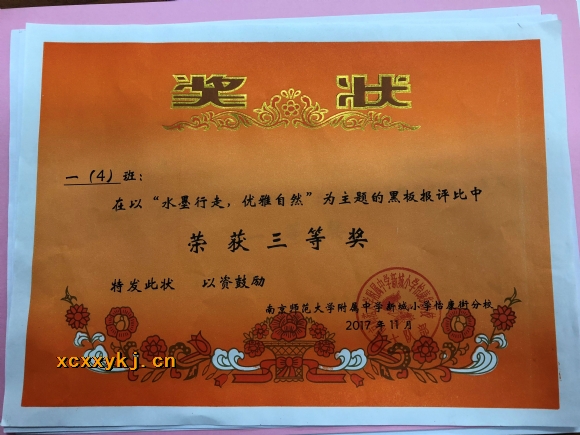 奖 状
一（4）班：
在以“水墨行走，优雅自然”为主题的黑板报评比中
荣获三等奖
特发此状 以资鼓励
南京师范大学附属中学新城小学怡康街分校
2017年11月
xcxxykj.cn